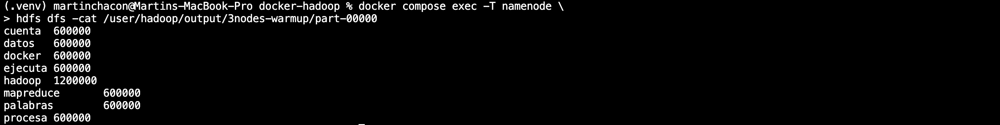 (.venv) martinchacon@Martins-MacBook-Pro docker-hadoop % docker compose exec -T namenode \
> hdfs dfs -cat /user/hadoop/output/3nodes-warmup/part-00000
cuenta  600000
datos   600000
docker  600000
ejecuta 600000
hadoop  1200000
mapreduce       600000
palabras        600000
procesa 600000